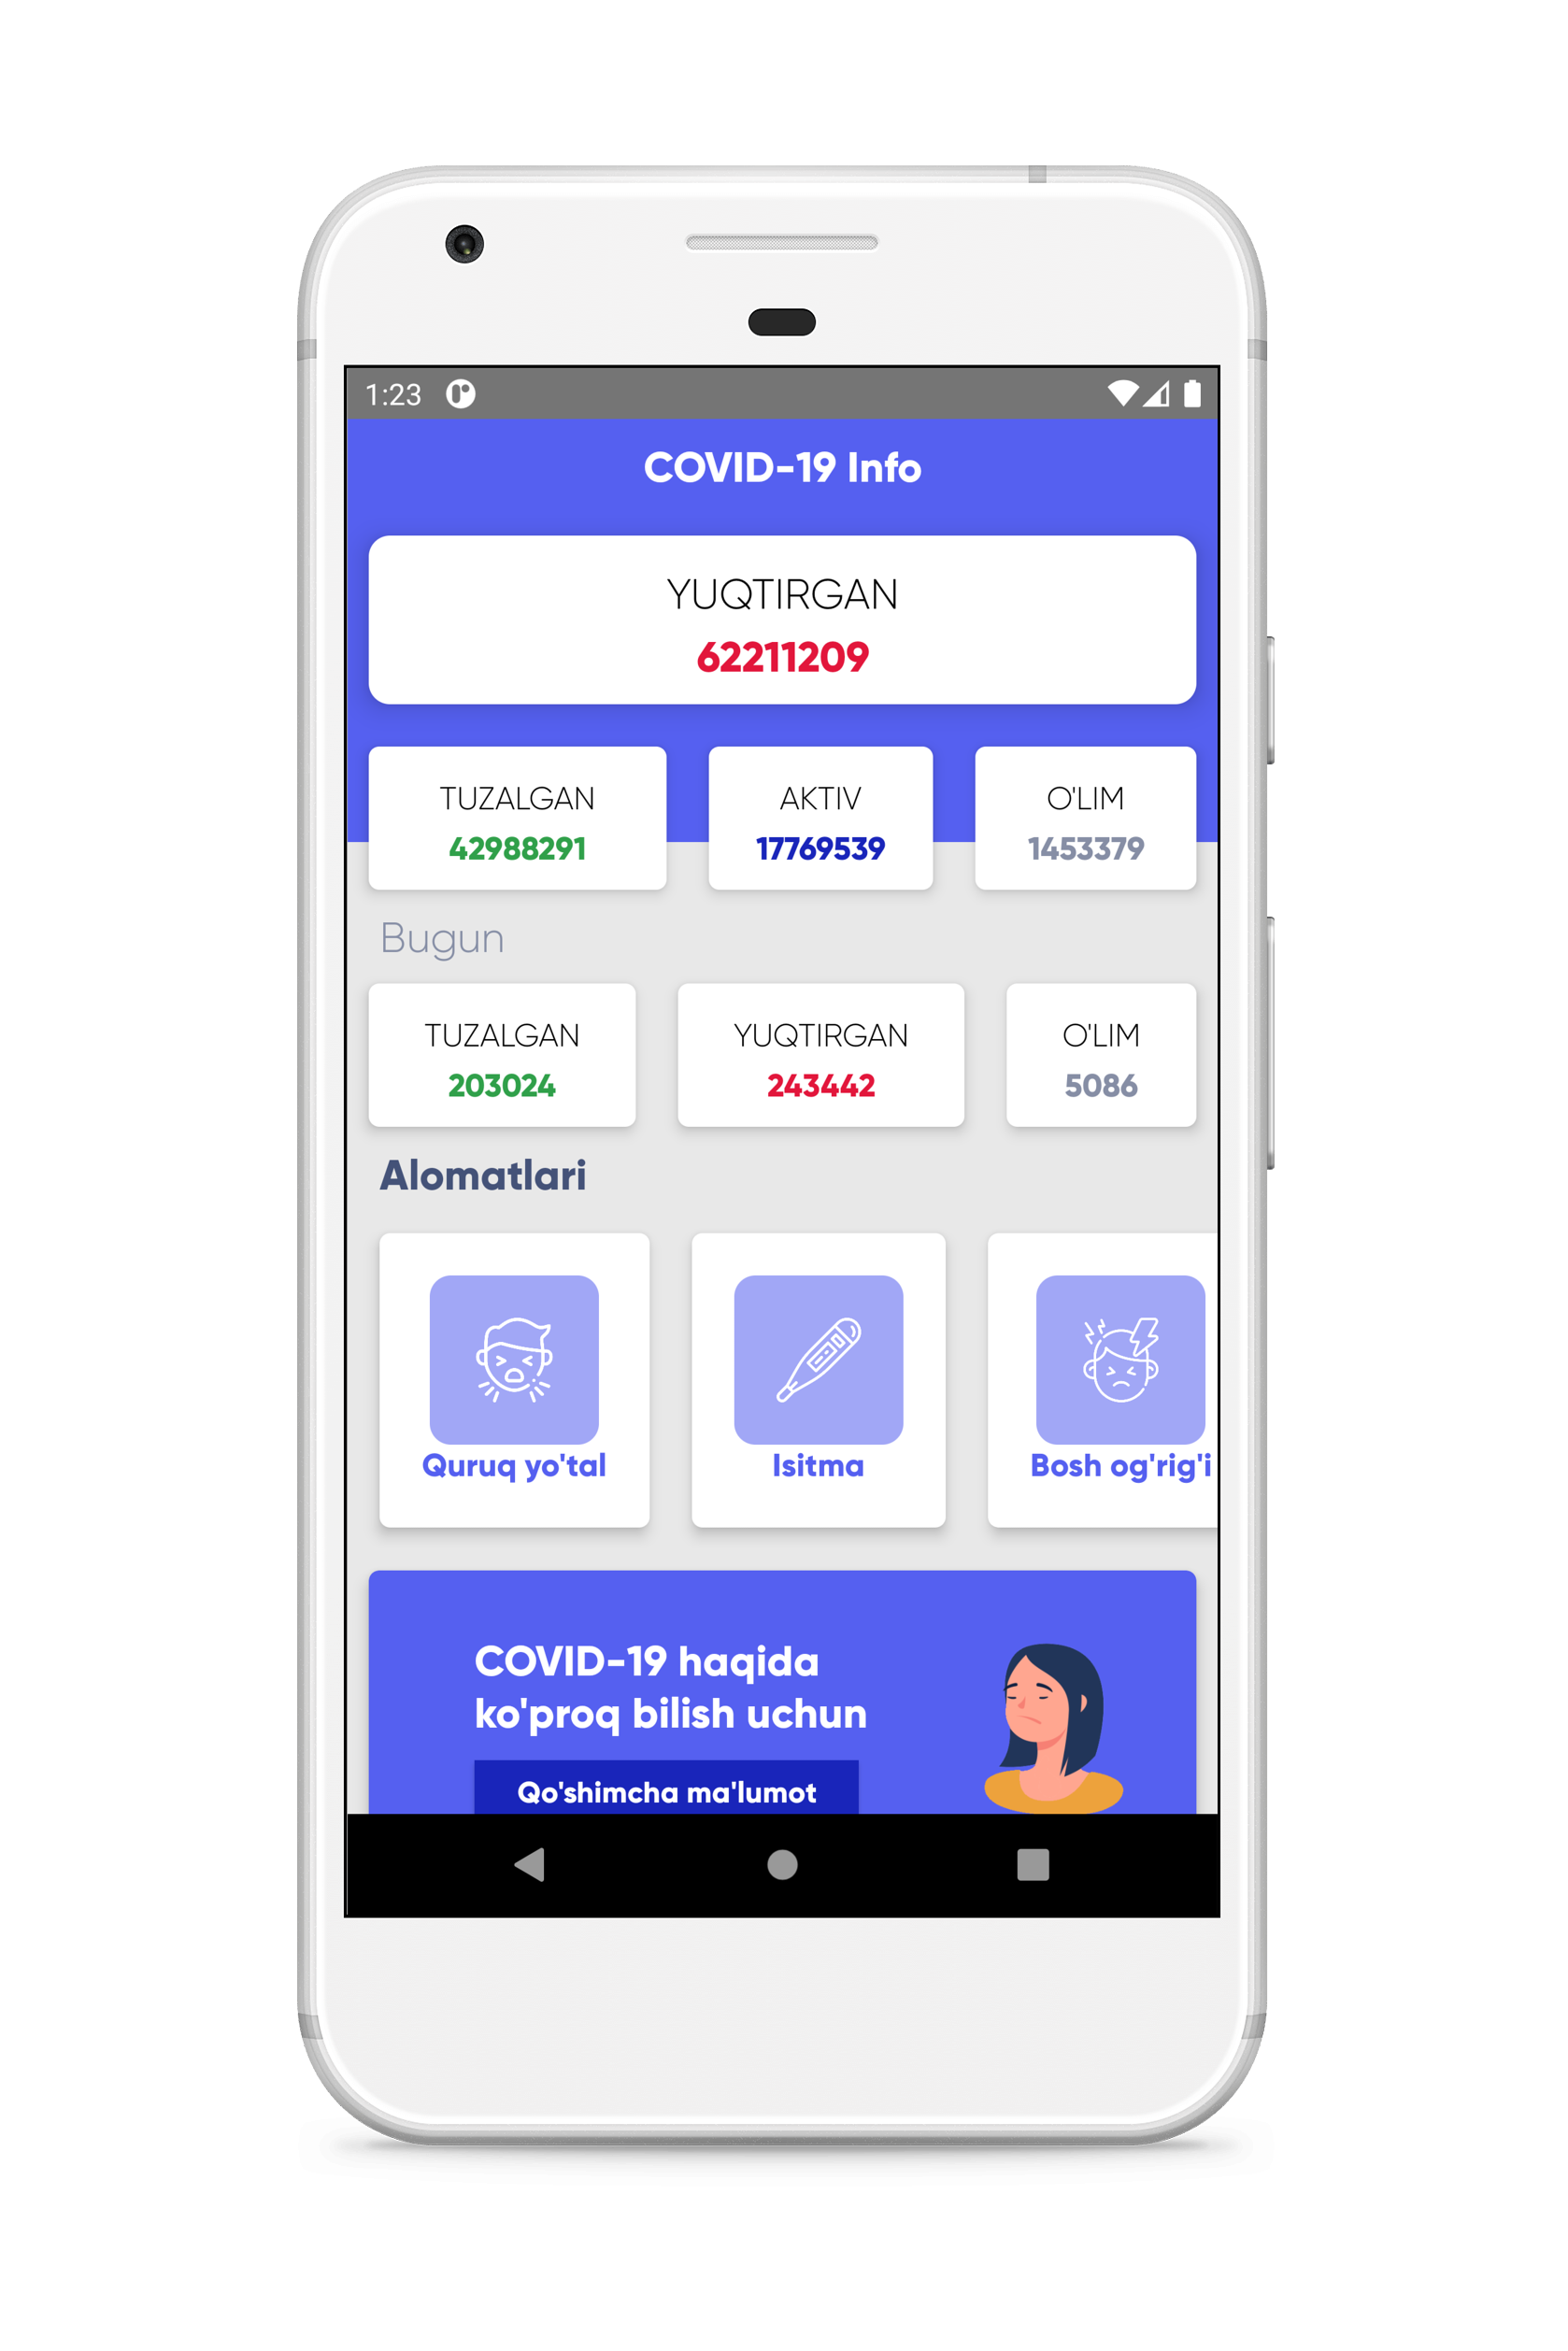 1:23
COVID-19 Info
YUQTIRGAN
62211209
TUZALGAN
42988291
AKTIV
17769539
O'LIM
1453379
Bugun
TUZALGAN
203024
YUQTIRGAN
243442
O'LIM
5086
Alomatlari
Quruq yo'tal
Isitma
Bosh og'rig'i
COVID-19 haqida
ko'proq bilish uchun
Qo'shimcha ma'lumot